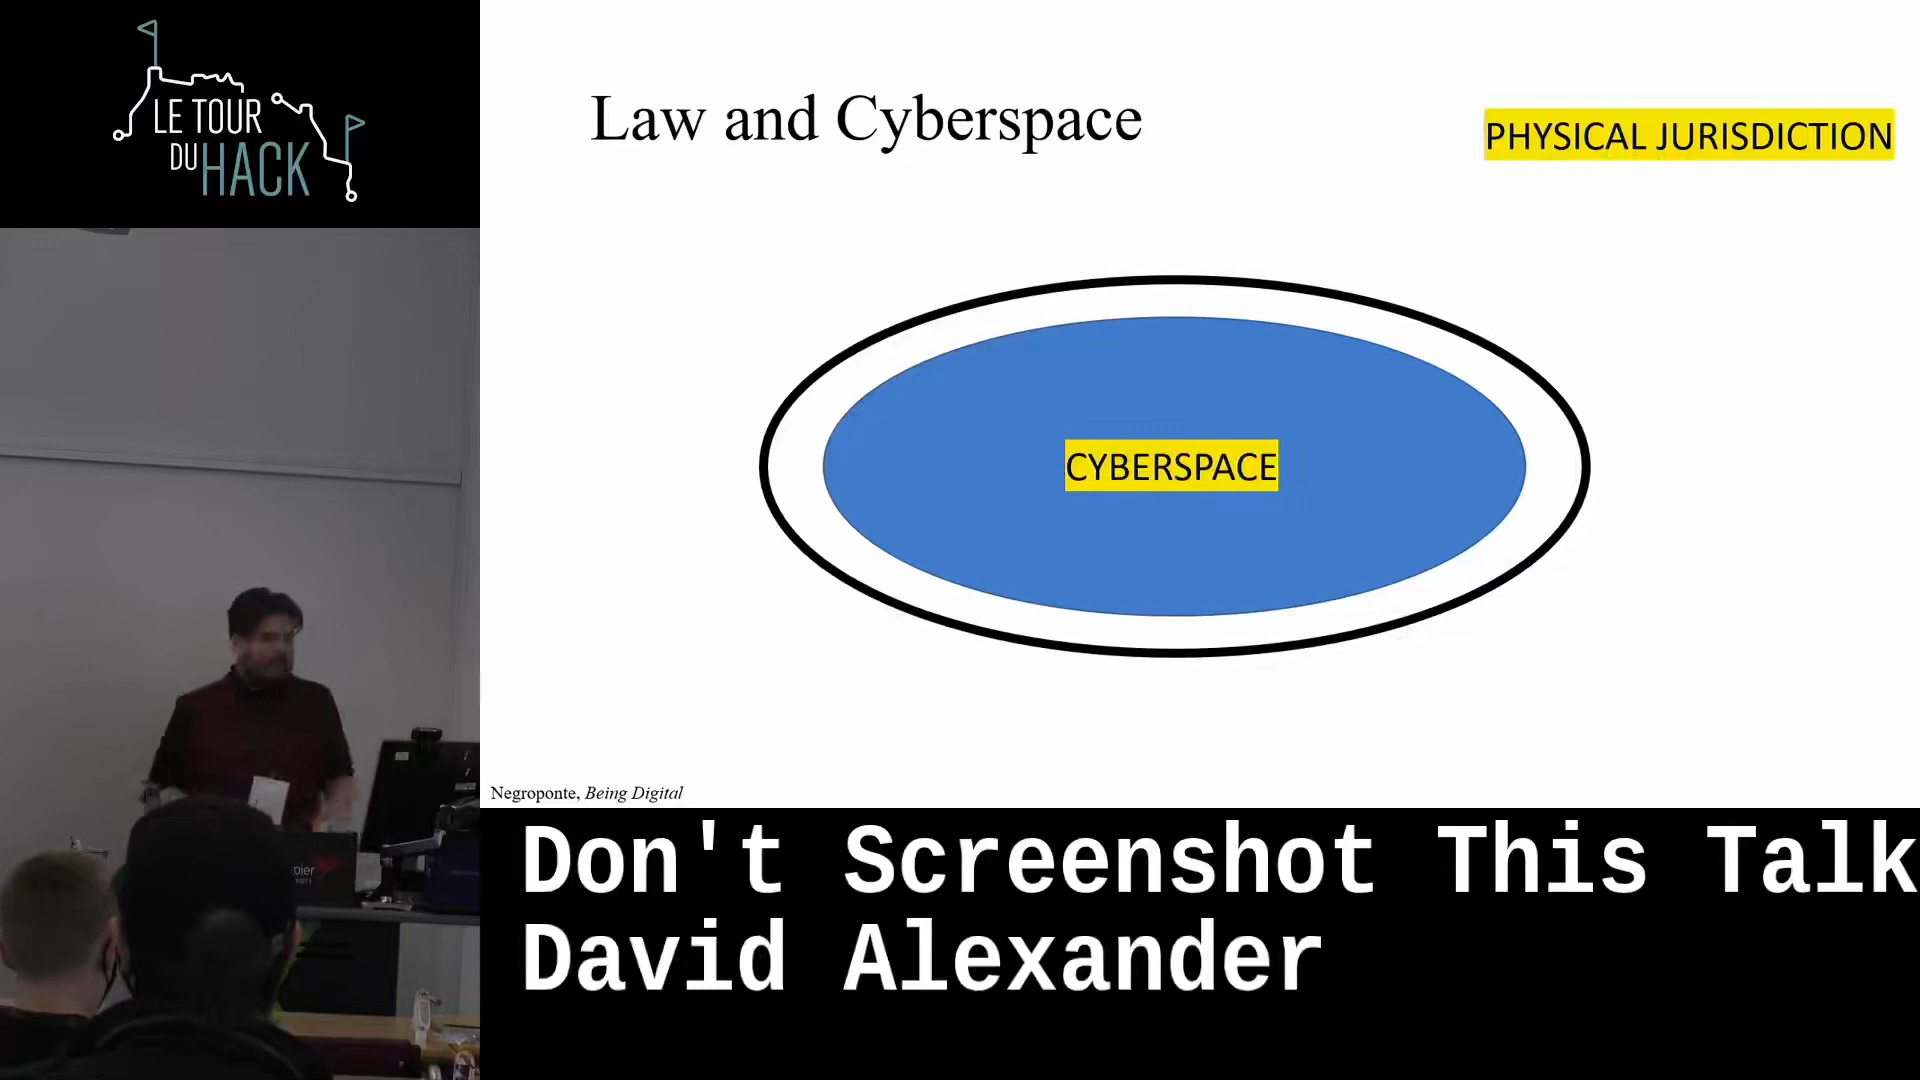 LE TOUR
DU HACK
Law and Cyberspace
PHYSICAL JURISDICTION
CYBERSPACE
Negroponte, Being Digital
Don't Screenshot This Talk
David Alexander